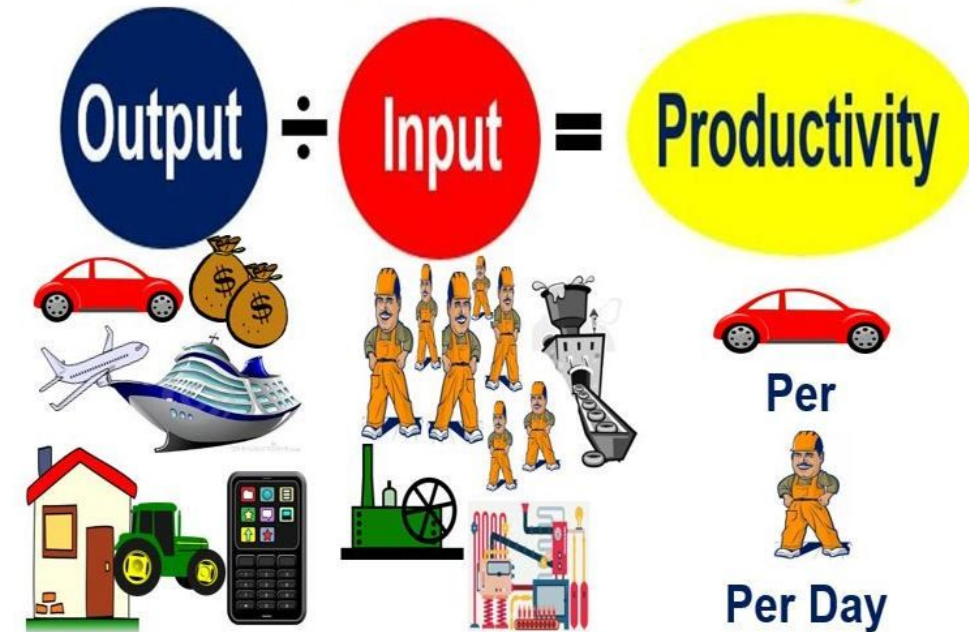 Output ÷ Input = Productivity
$
$
Per
Per Day